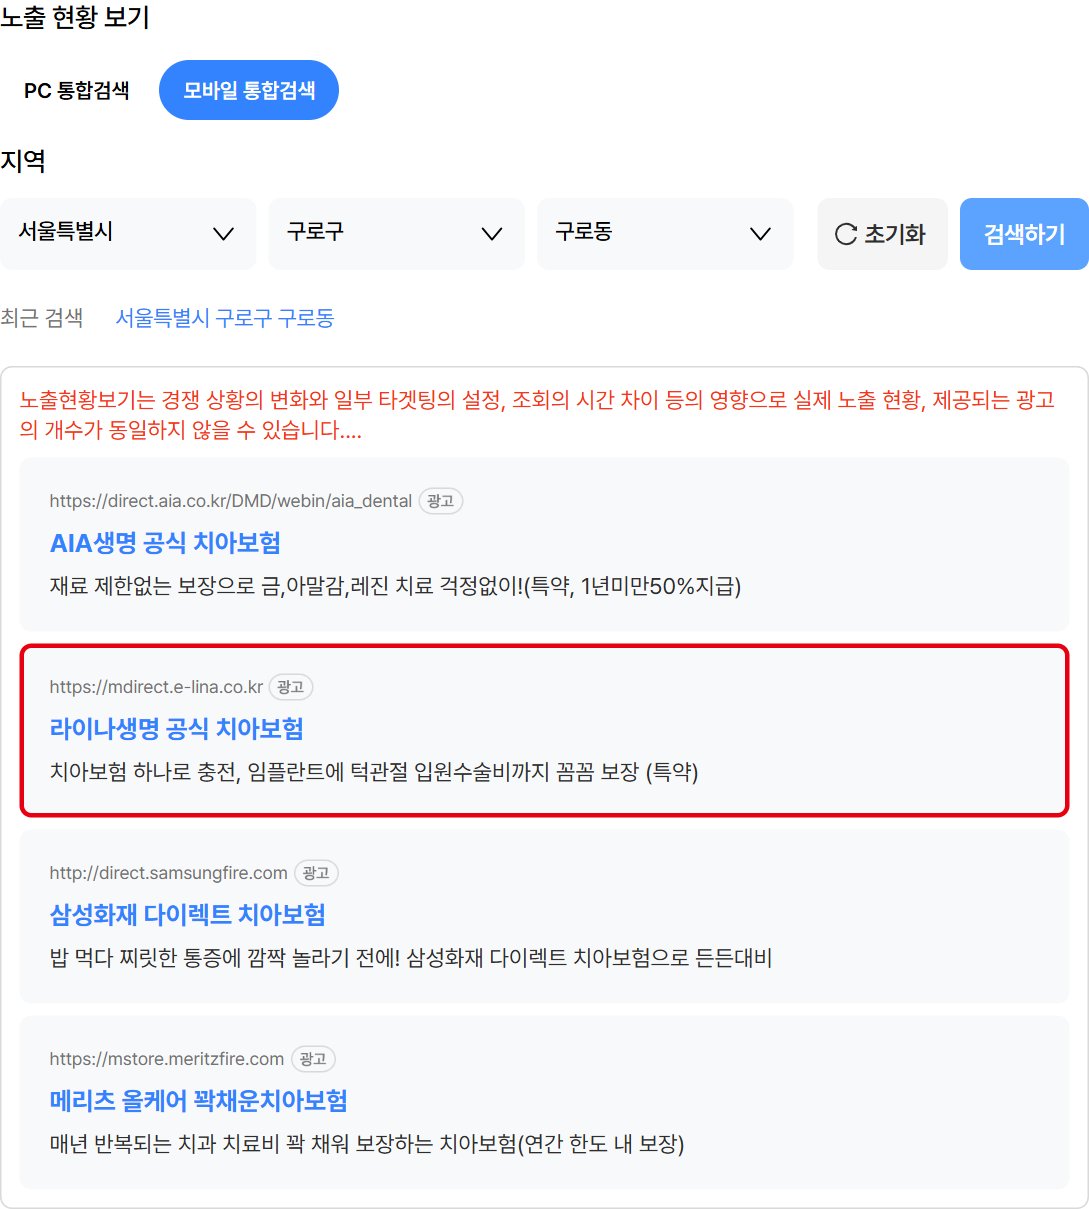 노출 현황 보기
PC 통합검색 모바일 통합검색
지역
서울특별시 구로구 구로동 초기화 검색하기
최근 검색 서울특별시 구로구 구로동
노출현황보기는 경쟁 상황의 변화와 일부 타겟팅의 설정, 조회의 시간 차이 등의 영향으로 실제 노출 현황, 제공되는 광고
의 개수가 동일하지 않을 수 있습니다....
https://direct.aia.co.kr/DMD/webin/aia_dental 광고
AIA생명 공식 치아보험
재료 제한없는 보장으로 금,아말감,레진 치료 걱정없이!(특약, 1년미만50%지급)
https://mdirect.e-lina.co.kr 광고
라이나생명 공식 치아보험
치아보험 하나로 충전, 임플란트에 턱관절 입원수술비까지 꼼꼼 보장 (특약)
http://direct.samsungfire.com 광고
삼성화재 다이렉트 치아보험
밥 먹다 찌릿한 통증에 깜짝 놀라기 전에! 삼성화재 다이렉트 치아보험으로 든든대비
https://mstore.meritzfire.com 광고
메리츠 올케어 꽉채운치아보험
매년 반복되는 치과 치료비 꽉 채워 보장하는 치아보험(연간 한도 내 보장)